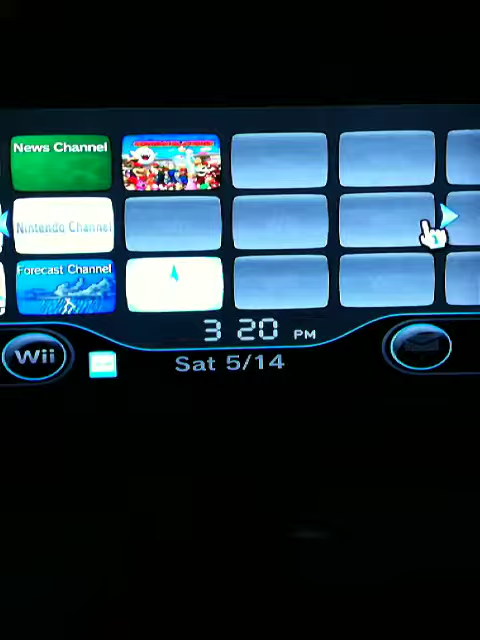 News Channel
Nintendo Channel
Forecast Channel
3 20 PM
Wii
Sat 5/14